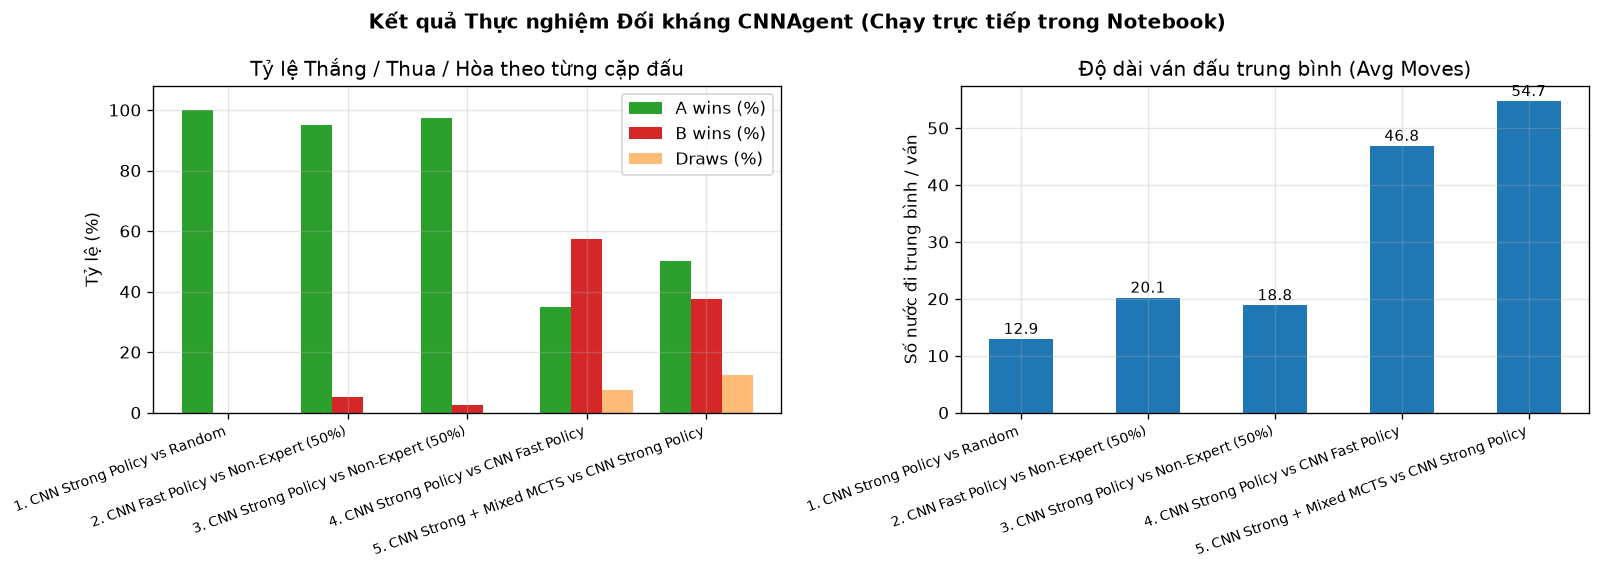 Kết quả Thực nghiệm Đối kháng CNNAgent (Chạy trực tiếp trong Notebook)
Tỷ lệ Thắng / Thua / Hòa theo từng cặp đấu
Tỷ lệ (%)
100
80
60
40
20
0
A wins (%)
B wins (%)
Draws (%)
1. CNN Strong Policy vs Random
2. CNN Fast Policy vs Non-Expert (50%)
3. CNN Strong Policy vs Non-Expert (50%)
4. CNN Strong Policy vs CNN Fast Policy
5. CNN Strong + Mixed MCTS vs CNN Strong Policy
Độ dài ván đấu trung bình (Avg Moves)
Số nước đi trung bình / ván
50
40
30
20
10
0
12.9
20.1
18.8
46.8
54.7
1. CNN Strong Policy vs Random
2. CNN Fast Policy vs Non-Expert (50%)
3. CNN Strong Policy vs Non-Expert (50%)
4. CNN Strong Policy vs CNN Fast Policy
5. CNN Strong + Mixed MCTS vs CNN Strong Policy